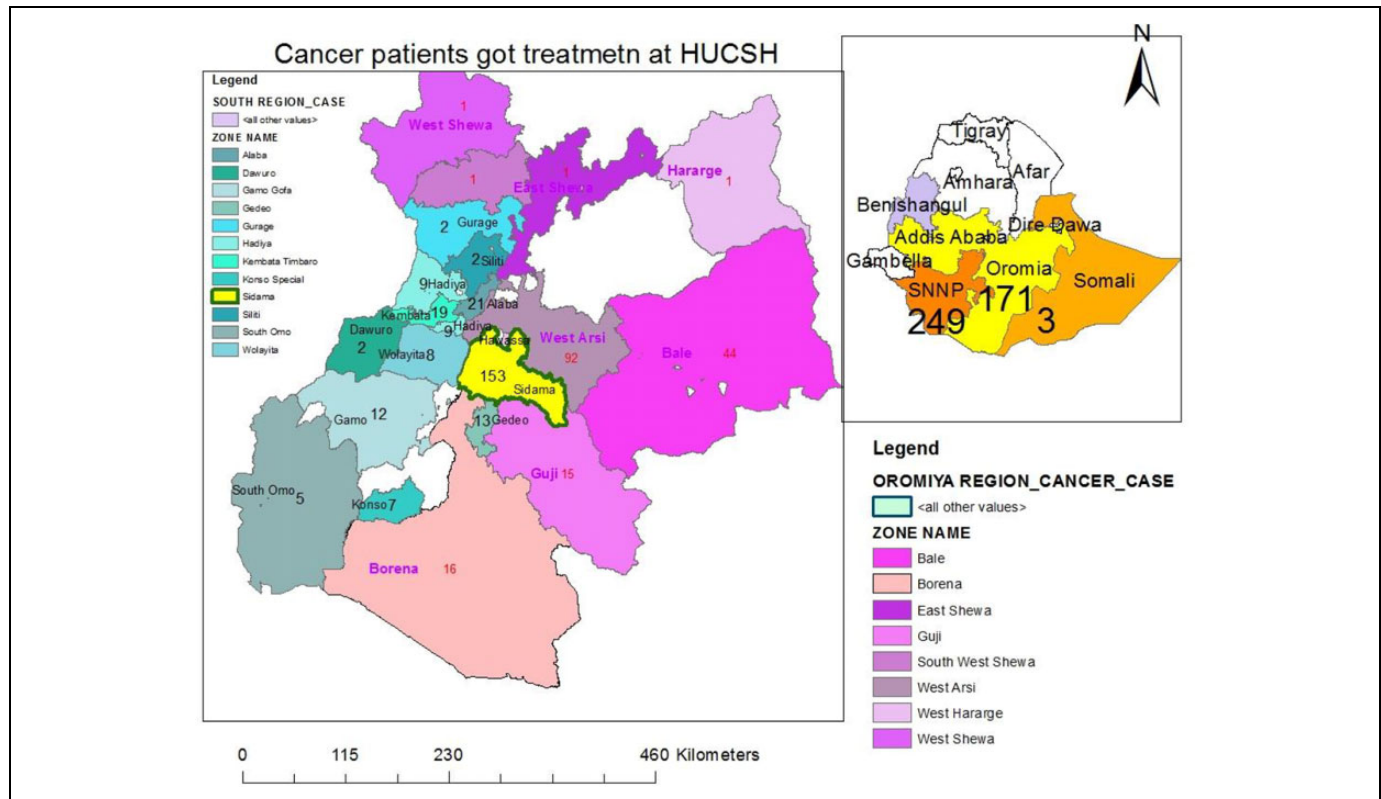 Cancer patients got treatmetn at HUCSH
Legend
SOUTH REGION_CASE
<all other values>
ZONE NAME
Alaba
Dawuro
Gamo Gofa
Gedeo
Gurage
Hadiya
Kembata Timbaro
Konso Special
Sidama
Siliti
South Omo
Wolayita
1
West Shewa
1
1
East Shewa
Hararge
1
2 Gurage
2 Siliti
9 Hadiya
21 Alaba
Kembata 19
9 Hadiya
Dawuro
2
Wolayita 8
Hawassa
West Arsi
92
Bale 44
153
Sidama
Gamo 12
13 Gedeo
Guji 15
South Omo 5
Konso 7
Borena 16
0 115 230 460 Kilometers
N
Tigray
Afar
Amhara
Benishangul
Dire Dawa
Addis Ababa
Gambella
Oromia
Somali
SNNP
171
249
3
Legend
OROMIYA REGION_CANCER_CASE
<all other values>
ZONE NAME
Bale
Borena
East Shewa
Guji
South West Shewa
West Arsi
West Hararge
West Shewa